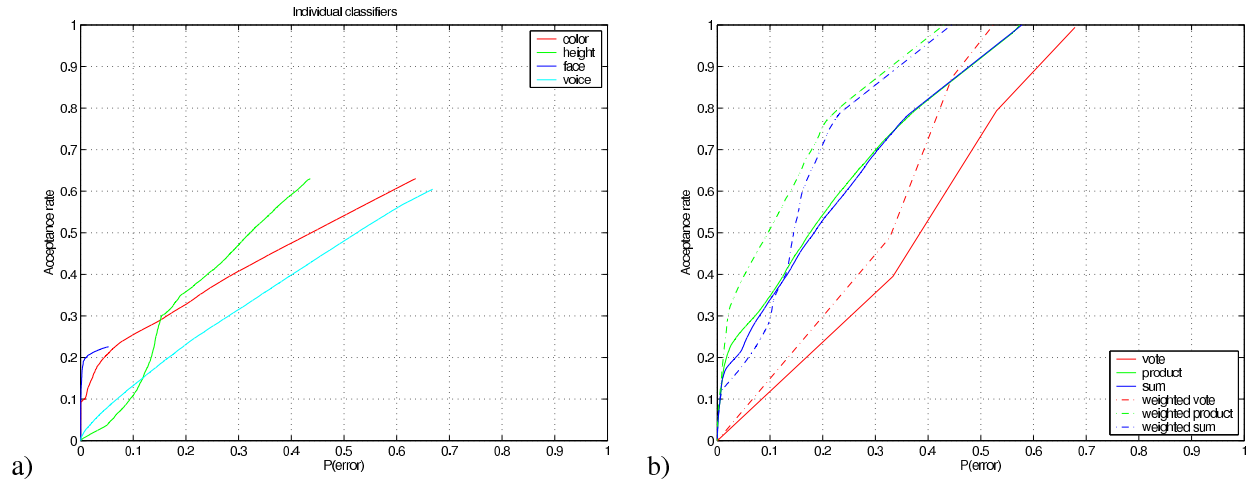 Individual classifiers
1
0.9
0.8
0.7
0.6
0.5
0.4
0.3
0.2
0.1
0
Acceptance rate
color
height
face
voice
0 0.1 0.2 0.3 0.4 0.5 0.6 0.7 0.8 0.9 1
P(error)
a)
1
0.9
0.8
0.7
0.6
0.5
0.4
0.3
0.2
0.1
0
Acceptance rate
vote
product
sum
weighted vote
weighted product
weighted sum
0 0.1 0.2 0.3 0.4 0.5 0.6 0.7 0.8 0.9 1
P(error)
b)